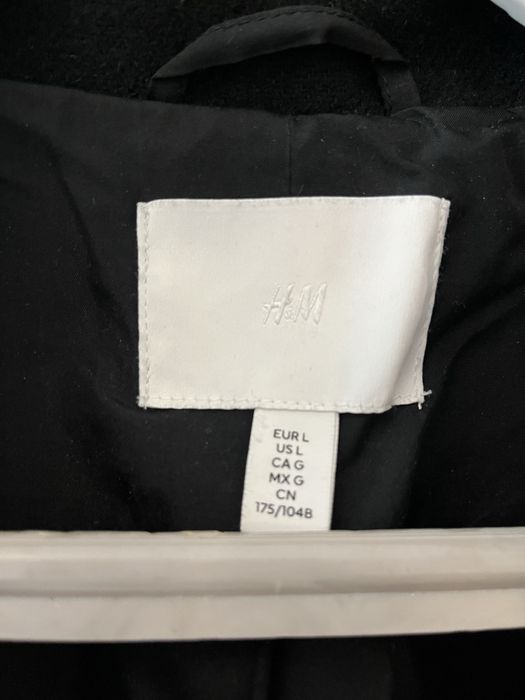 H&M
EUR L
US L
CA G
MX G
CN
175/104B